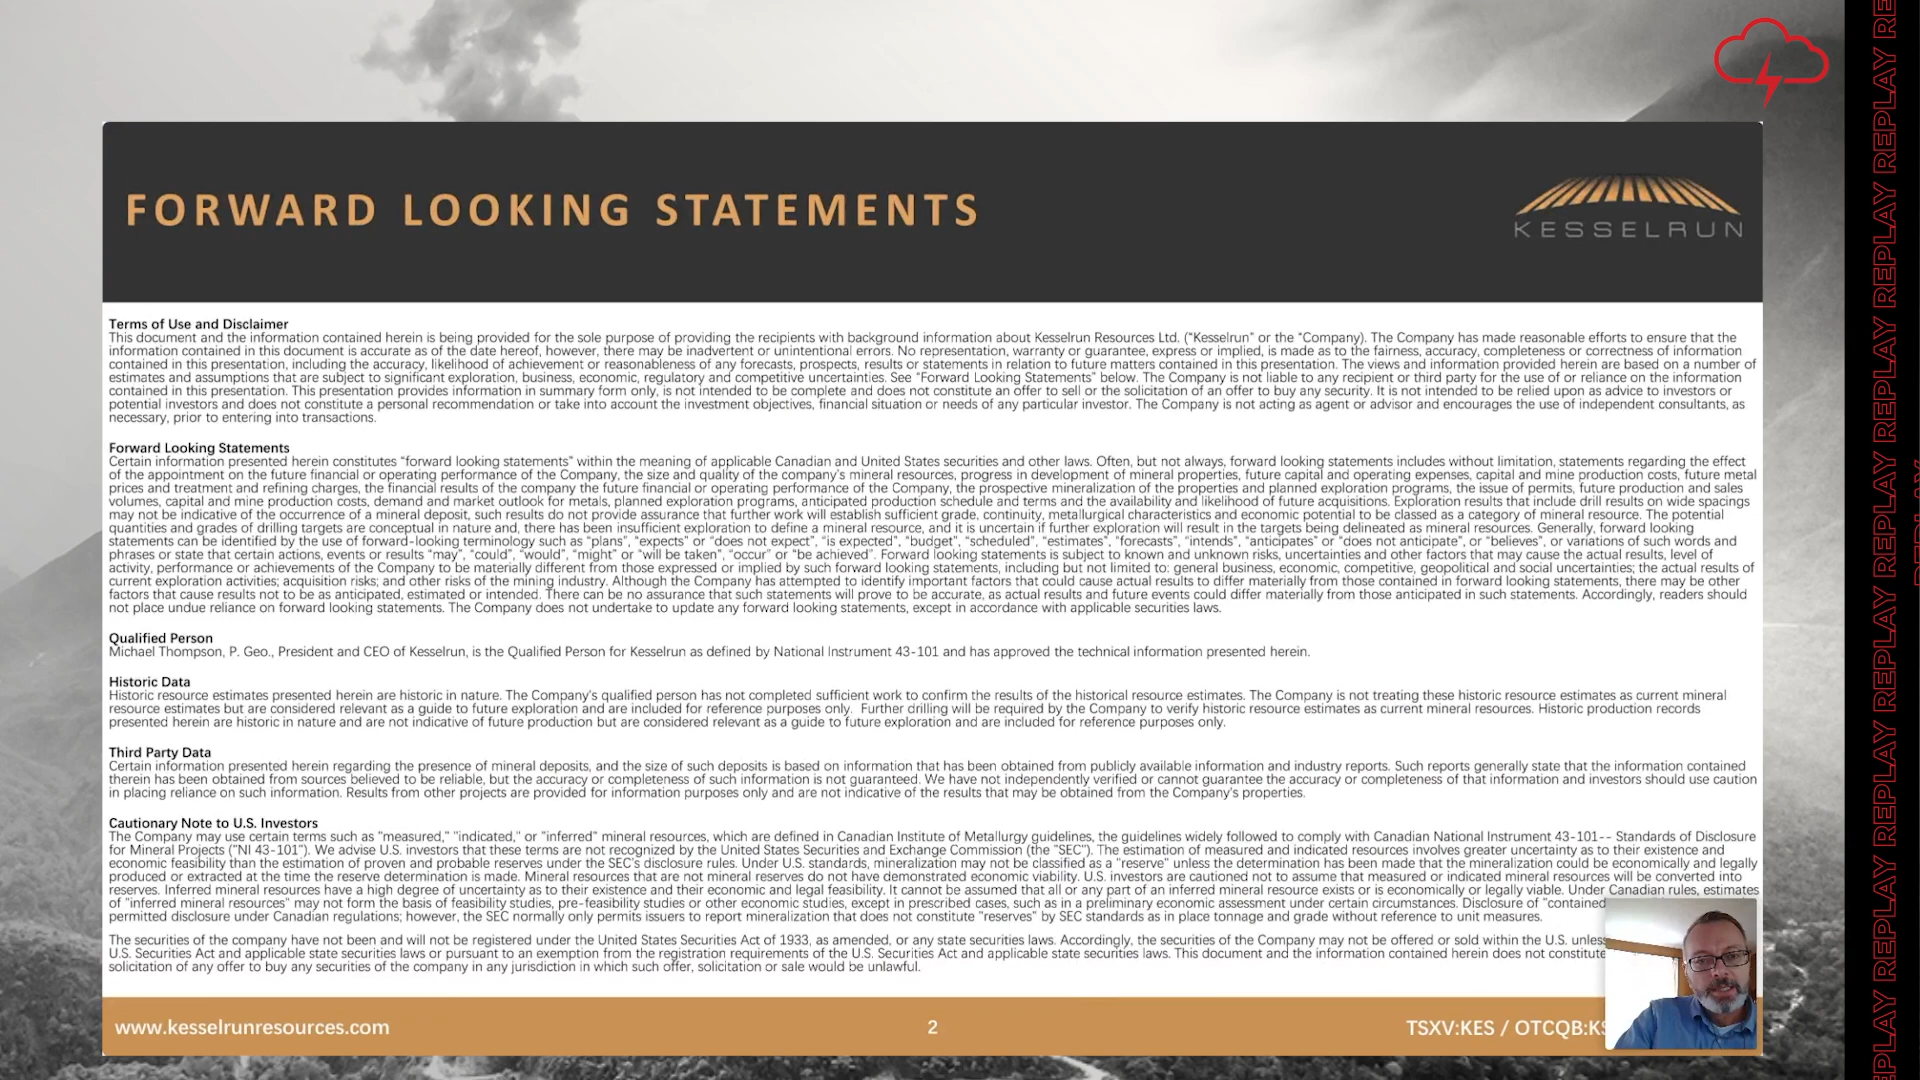 FORWARD LOOKING STATEMENTS
KESSELRUN
Terms of Use and Disclaimer
This document and the information contained herein is being provided for the sole purpose of providing the recipients with background information about Kesselrun Resources Ltd. ("Kesselrun" or the "Company). The Company has made reasonable efforts to ensure that the
information contained in this document is accurate as of the date hereof, however, there may be inadvertent or unintentional errors. No representation, warranty or guarantee, express or implied, is made as to the fairness, accuracy, completeness or correctness of information
contained in this presentation, including the accuracy, likelihood of achievement or reasonableness of any forecasts, prospects, results or statements in relation to future matters contained in this presentation. The views and information provided herein are based on a number of
estimates and assumptions that are subject to significant exploration, business, economic, regulatory and competitive uncertainties. See "Forward Looking Statements" below. The Company is not liable to any recipient or third party for the use of or reliance on the information
contained in this presentation. This presentation provides information in summary form only, is not intended to be complete and does not constitute an offer to sell or the solicitation of an offer to buy any security. It is not intended to be relied upon as advice to investors or
potential investors and does not constitute a personal recommendation or take into account the investment objectives, financial situation or needs of any particular investor. The Company is not acting as agent or advisor and encourages the use of independent consultants, as
necessary, prior to entering into transactions.
Forward Looking Statements
Certain information presented herein constitutes "forward looking statements" within the meaning of applicable Canadian and United States securities and other laws. Often, but not always, forward looking statements includes without limitation, statements regarding the effect
of the appointment on the future financial or operating performance of the Company, the size and quality of the company's mineral resources, progress in development of mineral properties, future capital and operating expenses, capital and mine production costs, future metal
prices and treatment and refining charges, the financial results of the company the future financial or operating performance of the Company, the prospective mineralization of the properties and planned exploration programs, the issue of permits, future production and sales
volumes, capital and mine production costs, demand and market outlook for metals, planned exploration programs, anticipated production schedule and terms and the availability and likelihood of future acquisitions. Exploration results that include drill results on wide spacings
may not be indicative of the occurrence of a mineral deposit, such results do not provide assurance that further work will establish sufficient grade, continuity, metallurgical characteristics and economic potential to be classed as a category of mineral resource. The potential
quantities and grades of drilling targets are conceptual in nature and, there has been insufficient exploration to define a mineral resource, and it is uncertain if further exploration will result in the targets being delineated as mineral resources. Generally, forward looking
statements can be identified by the use of forward-looking terminology such as "plans", "expects" or "does not expect", "is expected", "budget", "scheduled", "estimates", "forecasts", "intends", "anticipates" or "does not anticipate", or "believes", or variations of such words and
phrases or state that certain actions, events or results "may", "could", "would", "might" or "will be taken", "occur" or "be achieved". Forward looking statements is subject to known and unknown risks, uncertainties and other factors that may cause the actual results, level of
activity, performance or achievements of the Company to be materially different from those expressed or implied by such forward looking statements, including but not limited to: general business, economic, competitive, geopolitical and social uncertainties; the actual results of
current exploration activities; acquisition risks; and other risks of the mining industry. Although the Company has attempted to identify important factors that could cause actual results to differ materially from those contained in forward looking statements, there may be other
factors that cause results not to be as anticipated, estimated or intended. There can be no assurance that such statements will prove to be accurate, as actual results and future events could differ materially from those anticipated in such statements. Accordingly, readers should
not place undue reliance on forward looking statements. The Company does not undertake to update any forward looking statements, except in accordance with applicable securities laws.
Qualified Person
Michael Thompson, P. Geo., President and CEO of Kesselrun, is the Qualified Person for Kesselrun as defined by National Instrument 43-101 and has approved the technical information presented herein.
Historic Data
Historic resource estimates presented herein are historic in nature. The Company's qualified person has not completed sufficient work to confirm the results of the historical resource estimates. The Company is not treating these historic resource estimates as current mineral
resource estimates but are considered relevant as a guide to future exploration and are included for reference purposes only. Further drilling will be required by the Company to verify historic resource estimates as current mineral resources. Historic production records
presented herein are historic in nature and are not indicative of future production but are considered relevant as a guide to future exploration and are included for reference purposes only.
Third Party Data
Certain information presented herein regarding the presence of mineral deposits, and the size of such deposits is based on information that has been obtained from publicly available information and industry reports. Such reports generally state that the information contained
therein has been obtained from sources believed to be reliable, but the accuracy or completeness of such information is not guaranteed. We have not independently verified or cannot guarantee the accuracy or completeness of that information and investors should use caution
in placing reliance on such information. Results from other projects are provided for information purposes only and are not indicative of the results that may be obtained from the Company's properties.
Cautionary Note to U.S. Investors
The Company may use certain terms such as "measured," "indicated," or "inferred" mineral resources, which are defined in Canadian Institute of Metallurgy guidelines, the guidelines widely followed to comply with Canadian National Instrument 43-101-- Standards of Disclosure
for Mineral Projects ("NI 43-101"). We advise U.S. investors that these terms are not recognized by the United States Securities and Exchange Commission (the "SEC"). The estimation of measured and indicated resources involves greater uncertainty as to their existence and
economic feasibility than the estimation of proven and probable reserves under the SEC's disclosure rules. Under U.S. standards, mineralization may not be classified as a "reserve" unless the determination has been made that the mineralization could be economically and legally
produced or extracted at the time the reserve determination is made. Mineral resources that are not mineral reserves do not have demonstrated economic viability. U.S. investors are cautioned not to assume that measured or indicated mineral resources will be converted into
reserves. Inferred mineral resources have a high degree of uncertainty as to their existence and their economic and legal feasibility. It cannot be assumed that all or any part of an inferred mineral resource exists or is economically or legally viable. Under Canadian rules, estimates
of "inferred mineral resources" may not form the basis of feasibility studies, pre-feasibility studies or other economic studies, except in prescribed cases, such as in a preliminary economic assessment under certain circumstances. Disclosure of "contained
permitted disclosure under Canadian regulations; however, the SEC normally only permits issuers to report mineralization that does not constitute "reserves" by SEC standards as in place tonnage and grade without reference to unit measures.
The securities of the company have not been and will not be registered under the United States Securities Act of 1933, as amended, or any state securities laws. Accordingly, the securities of the Company may not be offered or sold within the U.S. unless
U.S. Securities Act and applicable state securities laws or pursuant to an exemption from the registration requirements of the U.S. Securities Act and applicable state securities laws. This document and the information contained herein does not constitute
solicitation of any offer to buy any securities of the company in any jurisdiction in which such offer, solicitation or sale would be unlawful.
www.kesselrunresources.com
2
TSXV:KES / OTCQB:KS
REPLAY REPLAY REPLAY REPLAY REPLAY REPLAY REPLAY